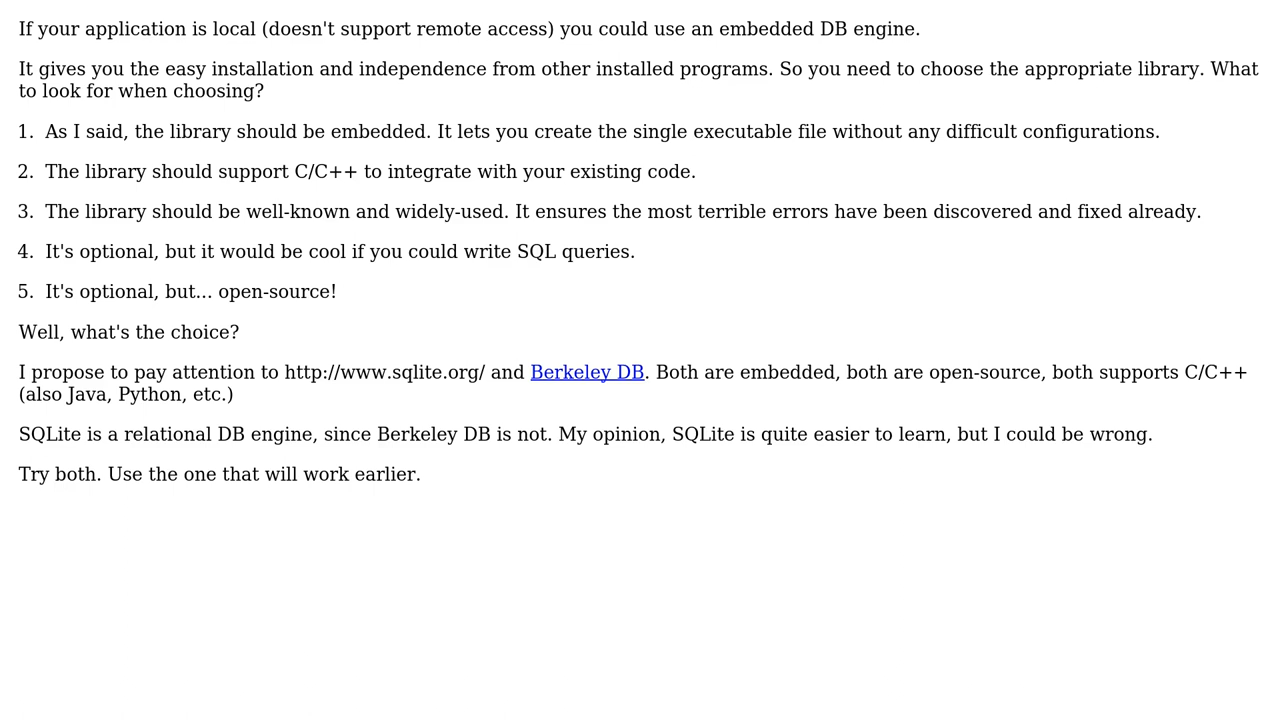 If your application is local (doesn't support remote access) you could use an embedded DB engine.
It gives you the easy installation and independence from other installed programs. So you need to choose the appropriate library. What
to look for when choosing?
1. As I said, the library should be embedded. It lets you create the single executable file without any difficult configurations.
2. The library should support C/C++ to integrate with your existing code.
3. The library should be well-known and widely-used. It ensures the most terrible errors have been discovered and fixed already.
4. It's optional, but it would be cool if you could write SQL queries.
5. It's optional, but... open-source!
Well, what's the choice?
I propose to pay attention to http://www.sqlite.org/ and Berkeley DB. Both are embedded, both are open-source, both supports C/C++
(also Java, Python, etc.)
SQLite is a relational DB engine, since Berkeley DB is not. My opinion, SQLite is quite easier to learn, but I could be wrong.
Try both. Use the one that will work earlier.